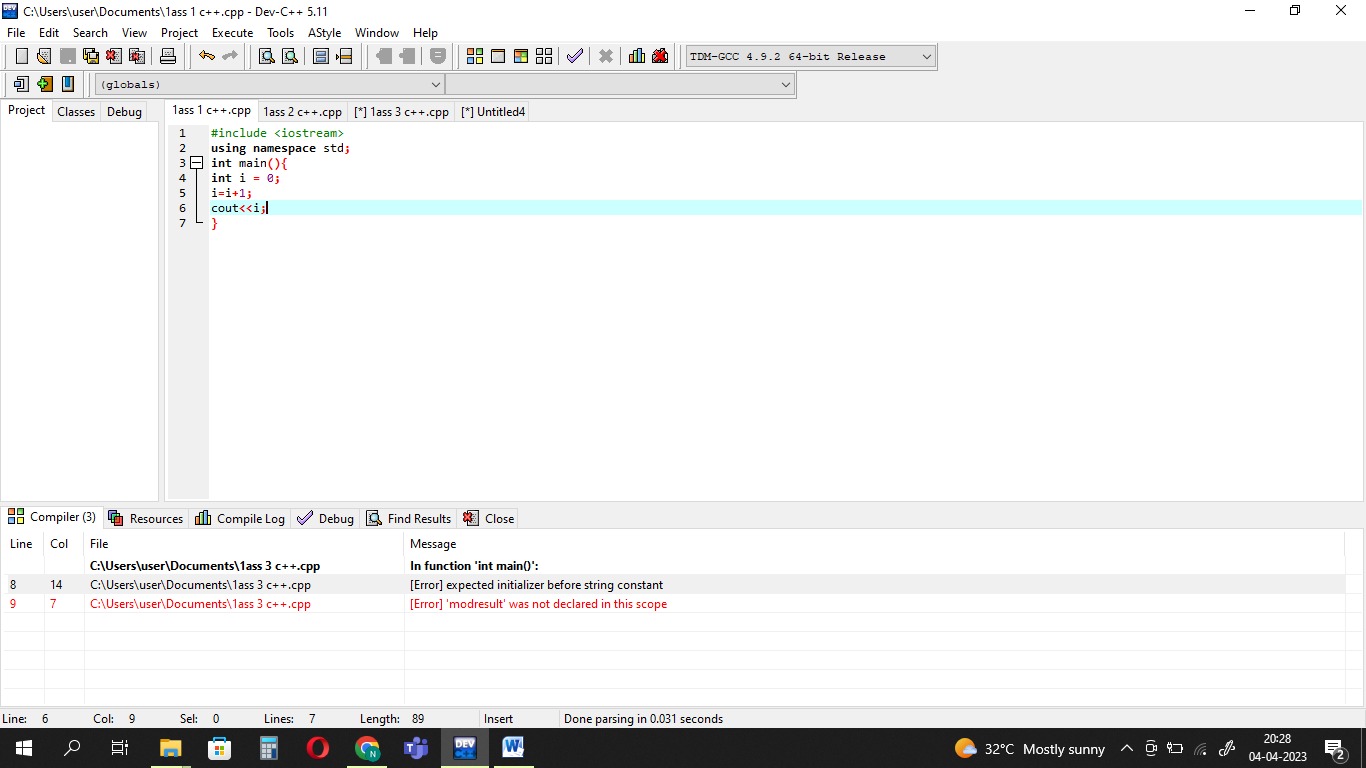 C:\Users\user\Documents\1ass 1 c++.cpp - Dev-C++ 5.11
File Edit Search View Project Execute Tools AStyle Window Help
TDM-GCC 4.9.2 64-bit Release
(globals)
Project Classes Debug 1ass 1 c++.cpp 1ass 2 c++.cpp [*] 1ass 3 c++.cpp [*] Untitled4
1 #include <iostream>
2 using namespace std;
3 int main(){
4 int i = 0;
5 i=i+1;
6 cout<<i;
7 }
Compiler (3) Resources Compile Log Debug Find Results Close
Line Col File Message
C:\Users\user\Documents\1ass 3 c++.cpp In function 'int main()':
8 14 C:\Users\user\Documents\1ass 3 c++.cpp [Error] expected initializer before string constant
9 7 C:\Users\user\Documents\1ass 3 c++.cpp [Error] 'modresult' was not declared in this scope
Line: 6 Col: 9 Sel: 0 Lines: 7 Length: 89 Insert Done parsing in 0.031 seconds
DEV N T DEV W 32°C Mostly sunny 20:28
04-04-2023 2